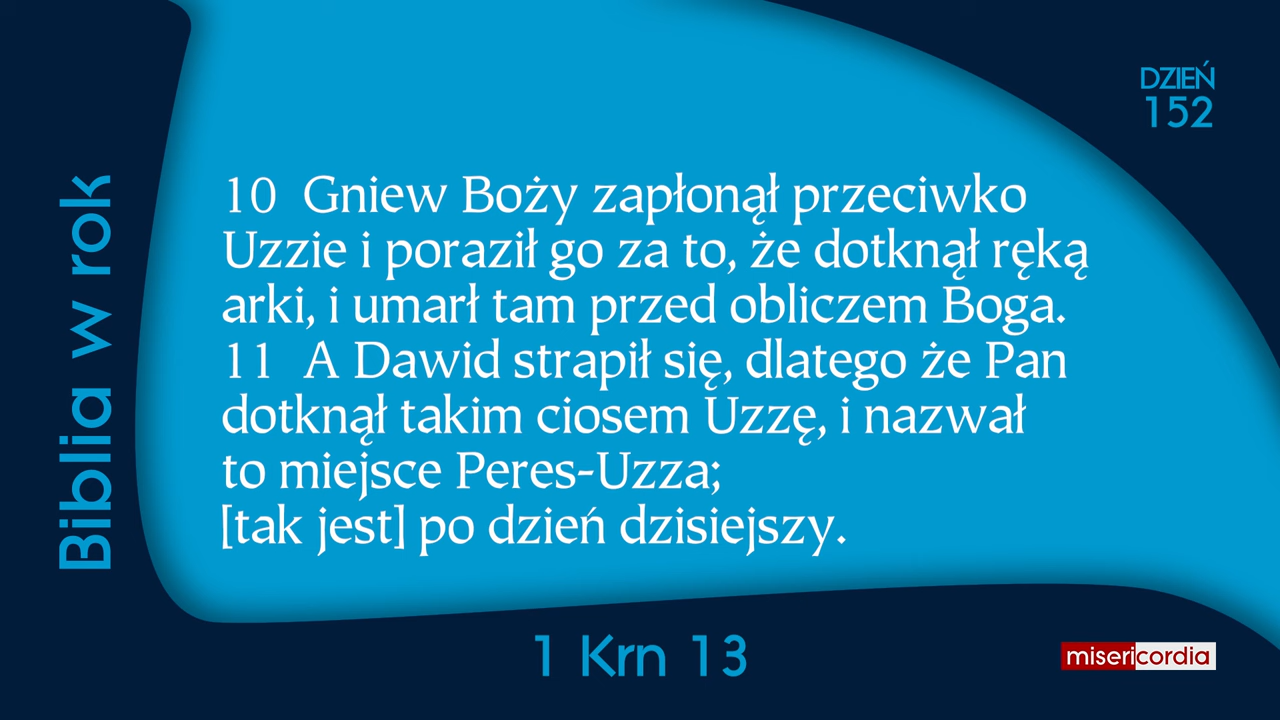 DZIEŃ
152
Biblia w rok
10 Gniew Boży zapłonął przeciwko
Uzzie i poraził go za to, że dotknął ręką
arki, i umarł tam przed obliczem Boga.
11 A Dawid strapił się, dlatego że Pan
dotknął takim ciosem Uzzę, i nazwał
to miejsce Peres-Uzza;
[tak jest] po dzień dzisiejszy.
1 Krn 13
misericordia